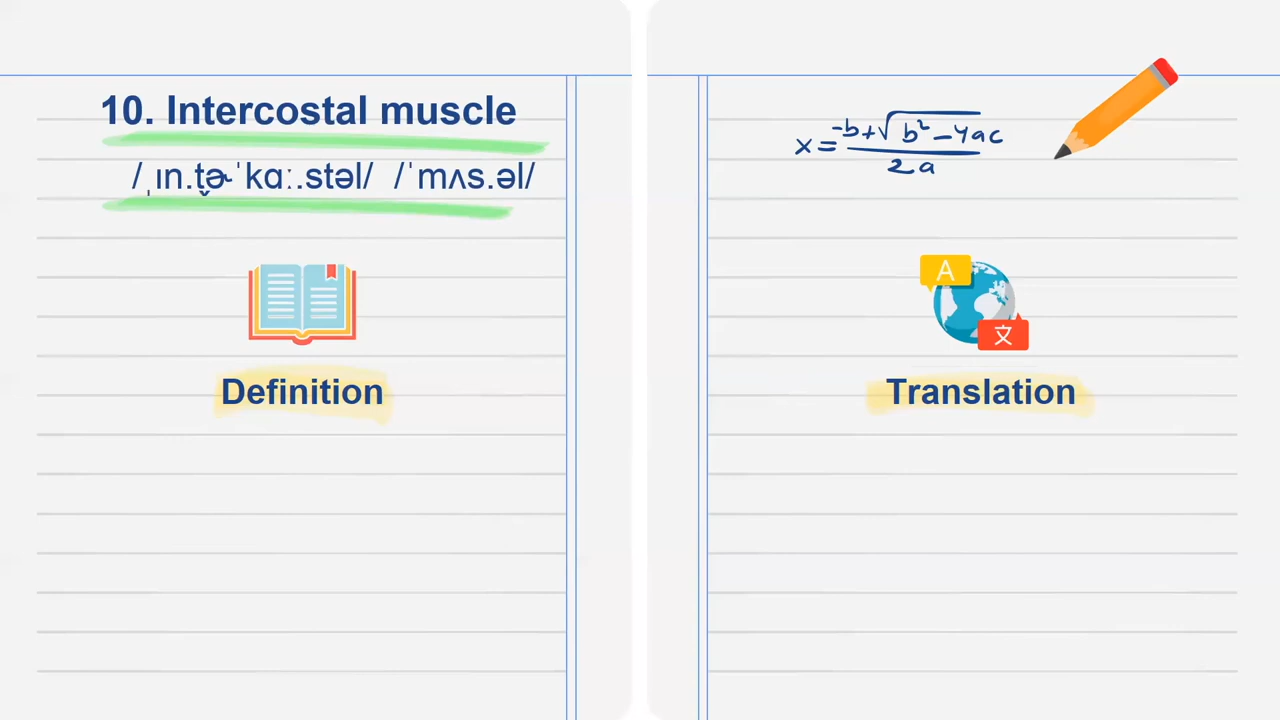 10. Intercostal muscle
/ˌɪn.t̬ɚˈkɑː.stəl/ /ˈmʌs.əl/
Definition
x = -b+√b²-4ac
2a
A
文
Translation